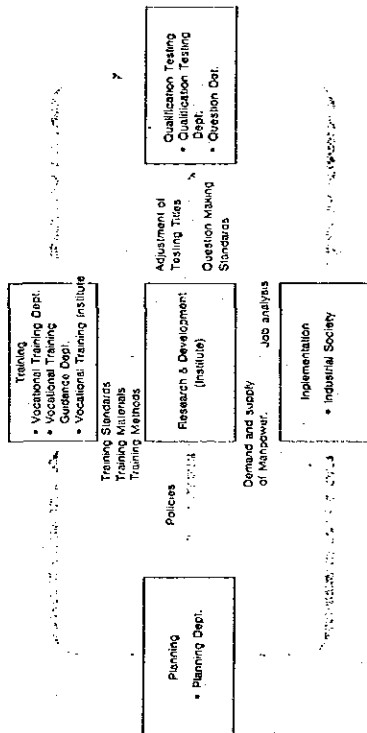 Training
• Vocational Training Dept.
• Vocational Training
Guidance Dept.
• Vocational Training Institute
Training Standards
Training Materials
Training Methods
Planning
• Planning Dept.
Policies
Research & Development
(Institute)
Adjustment of
Testing Titles
Question Making
Standards
Qualification Testing
• Qualification Testing
Dept.
• Question Dot.
Demand and supply
of Manpower.
Job analysis
Inplementation
• Industrial Society